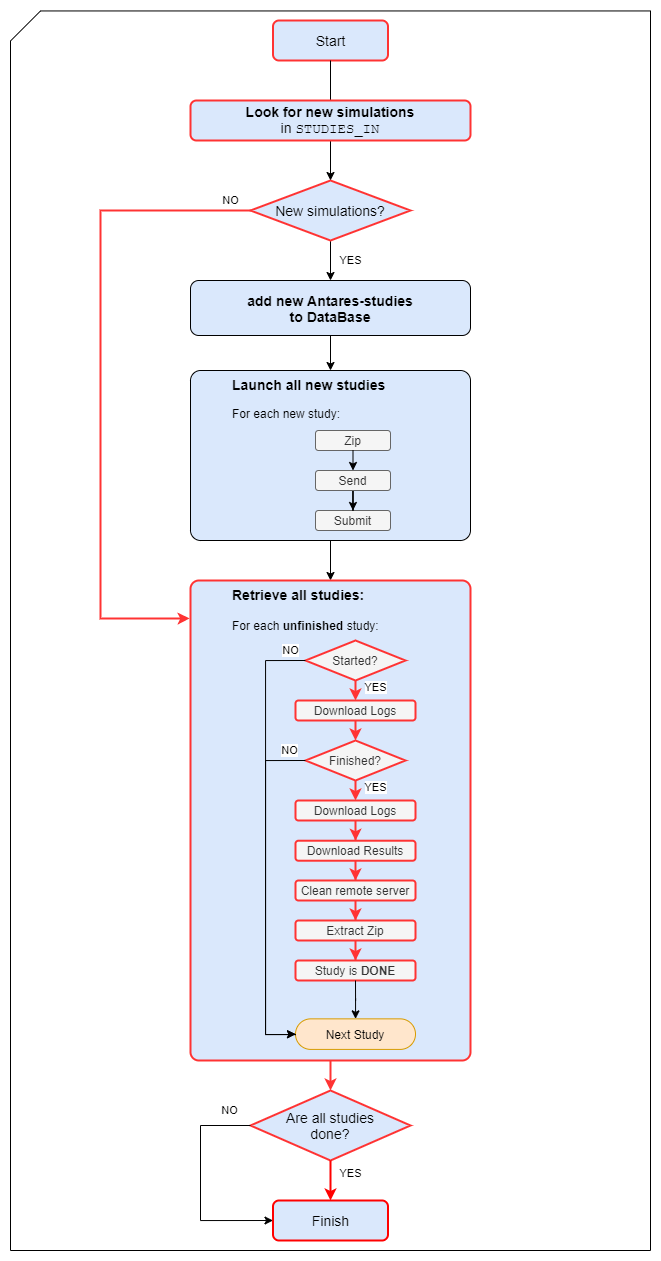 Start
Look for new simulations
in STUDIES_IN
NO
New simulations?
YES
add new Antares-studies
to DataBase
Launch all new studies
For each new study:
Zip
Send
Submit
Retrieve all studies:
For each unfinished study:
NO
Started?
YES
Download Logs
NO
Finished?
YES
Download Logs
Download Results
Clean remote server
Extract Zip
Study is DONE
Next Study
NO
Are all studies
done?
YES
Finish